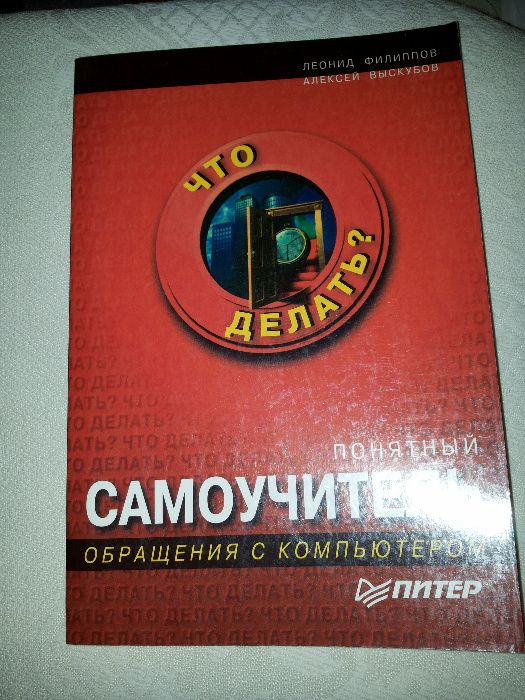 ЛЕОНИД ФИЛИППОВ
АЛЕКСЕЙ ВЫСКУБОВ
ЧТО
ДЕЛАТЬ?
ПОНЯТНЫЙ
САМОУЧИТЕЛЬ
ОБРАЩЕНИЯ С КОМПЬЮТЕРОМ
ПИТЕР